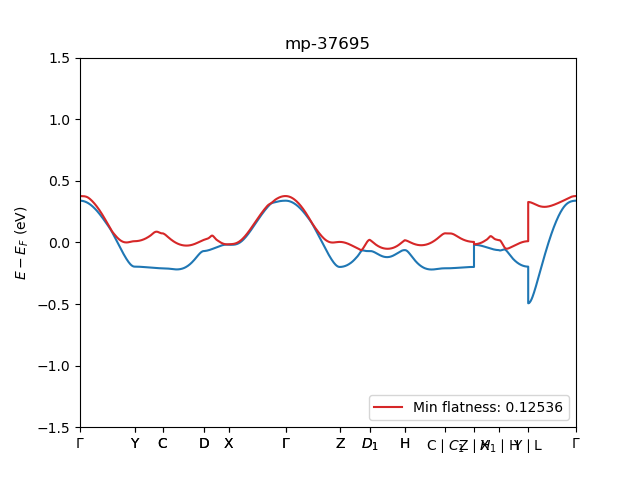 mp-37695
E − E_F (eV)
1.5
1.0
0.5
0.0
−0.5
−1.0
−1.5
Min flatness: 0.12536
Γ Y C D X Γ Z D₁ H C | Z | | H Y | L Γ